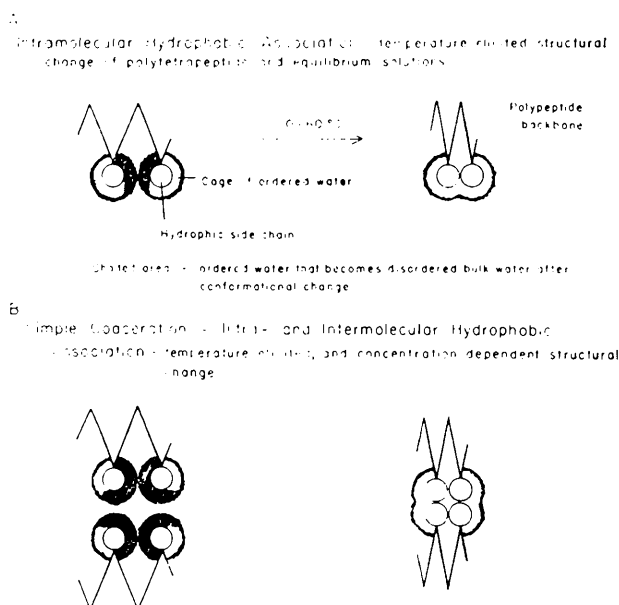 A
Intramolecular Hydrophobic Association - temperature elicited structural
change of polytetrapeptide and equilibrium solutions
Polypeptide
backbone
Cage of ordered water
Hydrophic side chain
area - ordered water that becomes disordered bulk water after
conformational change
B
Simple Coacervation - Intra- and Intermolecular Hydrophobic
Association - temperature elicited, and concentration dependent structural
change